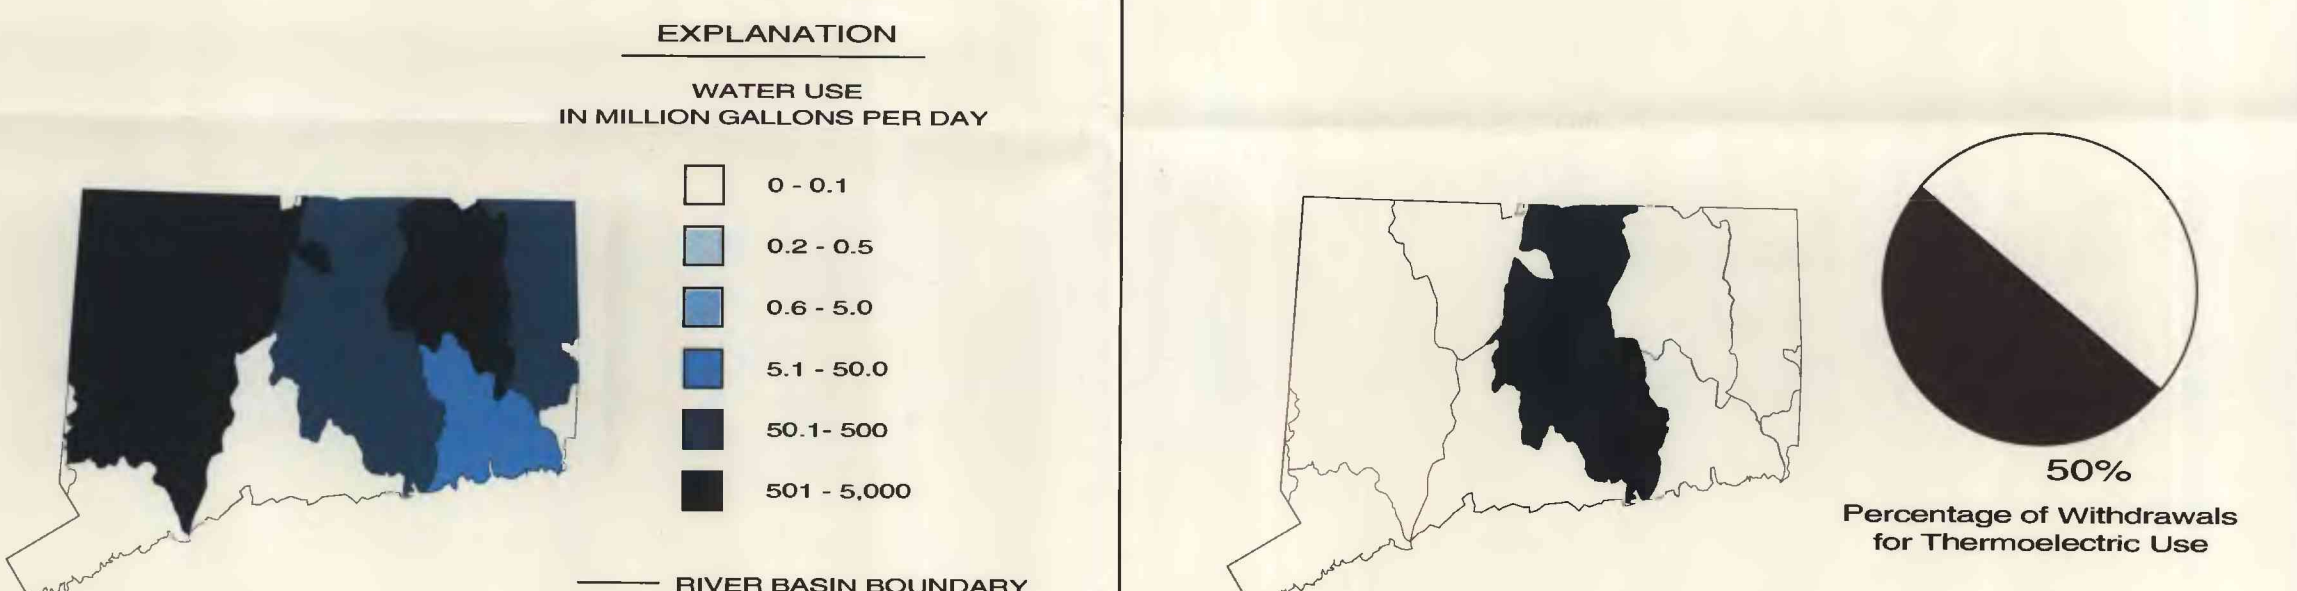 EXPLANATION
WATER USE
IN MILLION GALLONS PER DAY
0 - 0.1
0.2 - 0.5
0.6 - 5.0
5.1 - 50.0
50.1- 500
501 - 5,000
RIVER BASIN BOUNDARY
50%
Percentage of Withdrawals
for Thermoelectric Use